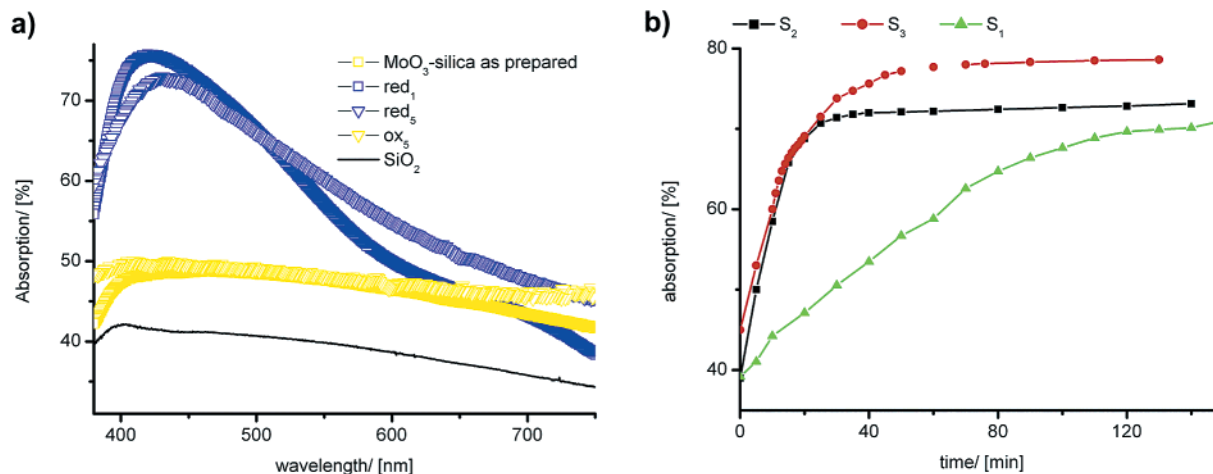 a)
MoO3-silica as prepared
red1
red5
ox5
SiO2
Absorption/ [%]
70
60
50
40
400 500 600 700
wavelength/ [nm]
b)
S2 S3 S1
absorption/ [%]
80
60
40
0 40 80 120
time/ [min]